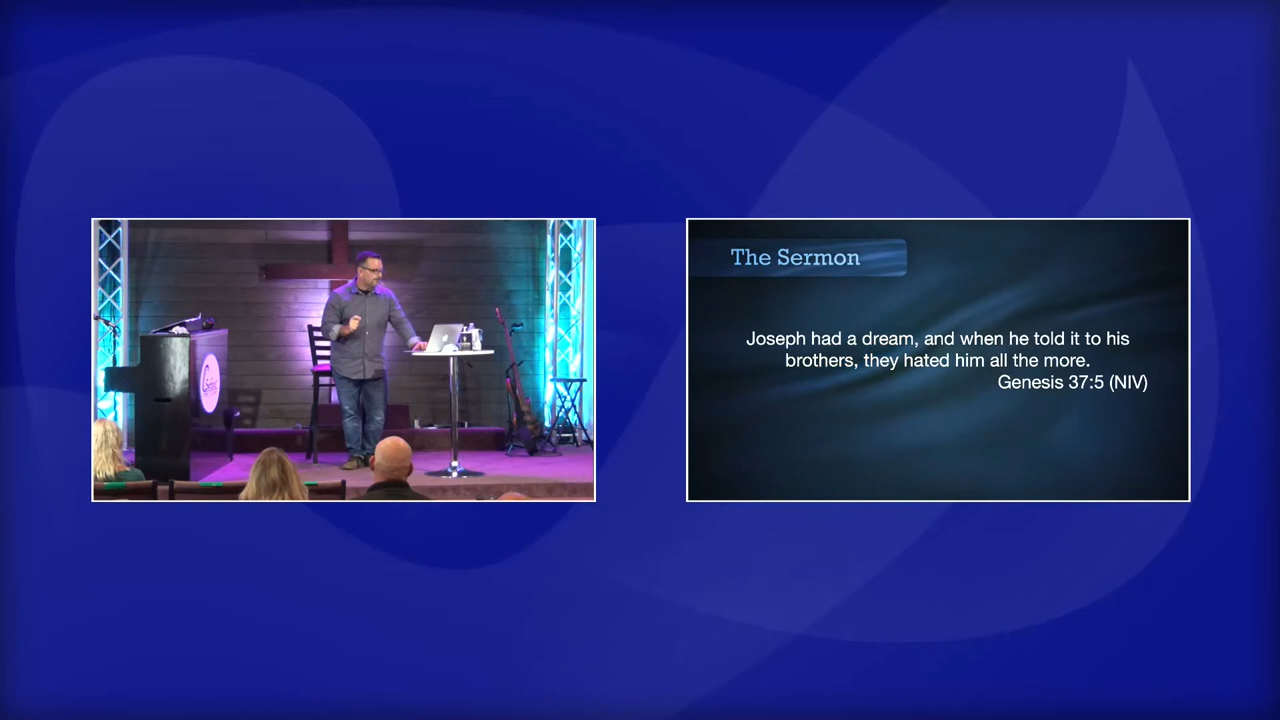 The Sermon
Joseph had a dream, and when he told it to his
brothers, they hated him all the more.
Genesis 37:5 (NIV)